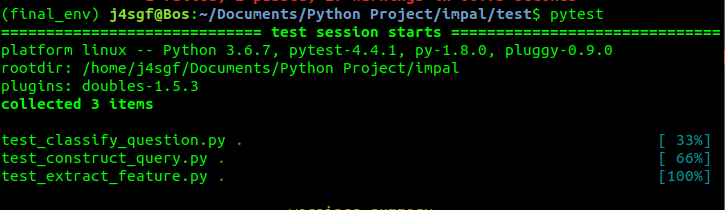 (final_env) j4sgf@Bos:~/Documents/Python Project/impal/test$ pytest
============================= test session starts ==============================
platform linux -- Python 3.6.7, pytest-4.4.1, py-1.8.0, pluggy-0.9.0
rootdir: /home/j4sgf/Documents/Python Project/impal
plugins: doubles-1.5.3
collected 3 items
test_classify_question.py . [ 33%]
test_construct_query.py . [ 66%]
test_extract_feature.py . [100%]